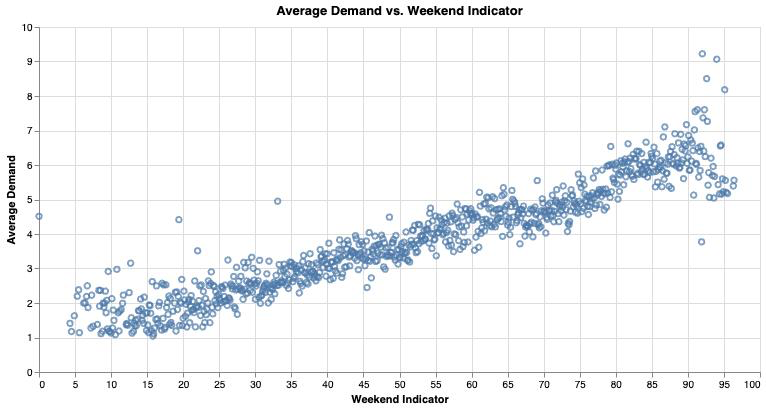 Average Demand vs. Weekend Indicator
10
9
8
7
6
5
4
3
2
1
0
Average Demand
0 5 10 15 20 25 30 35 40 45 50 55 60 65 70 75 80 85 90 95 100
Weekend Indicator